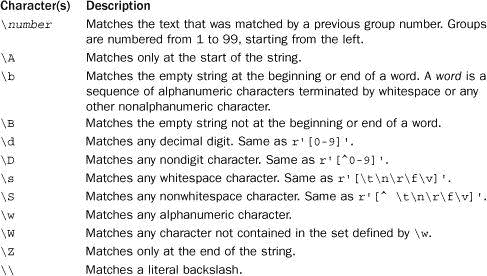 Character(s) Description
\number Matches the text that was matched by a previous group number. Groups
are numbered from 1 to 99, starting from the left.
\A Matches only at the start of the string.
\b Matches the empty string at the beginning or end of a word. A word is a
sequence of alphanumeric characters terminated by whitespace or any
other nonalphanumeric character.
\B Matches the empty string not at the beginning or end of a word.
\d Matches any decimal digit. Same as r'[0-9]'.
\D Matches any nondigit character. Same as r'[^0-9]'.
\s Matches any whitespace character. Same as r'[\t\n\r\f\v]'.
\S Matches any nonwhitespace character. Same as r'[^ \t\n\r\f\v]'.
\w Matches any alphanumeric character.
\W Matches any character not contained in the set defined by \w.
\Z Matches only at the end of the string.
\\ Matches a literal backslash.